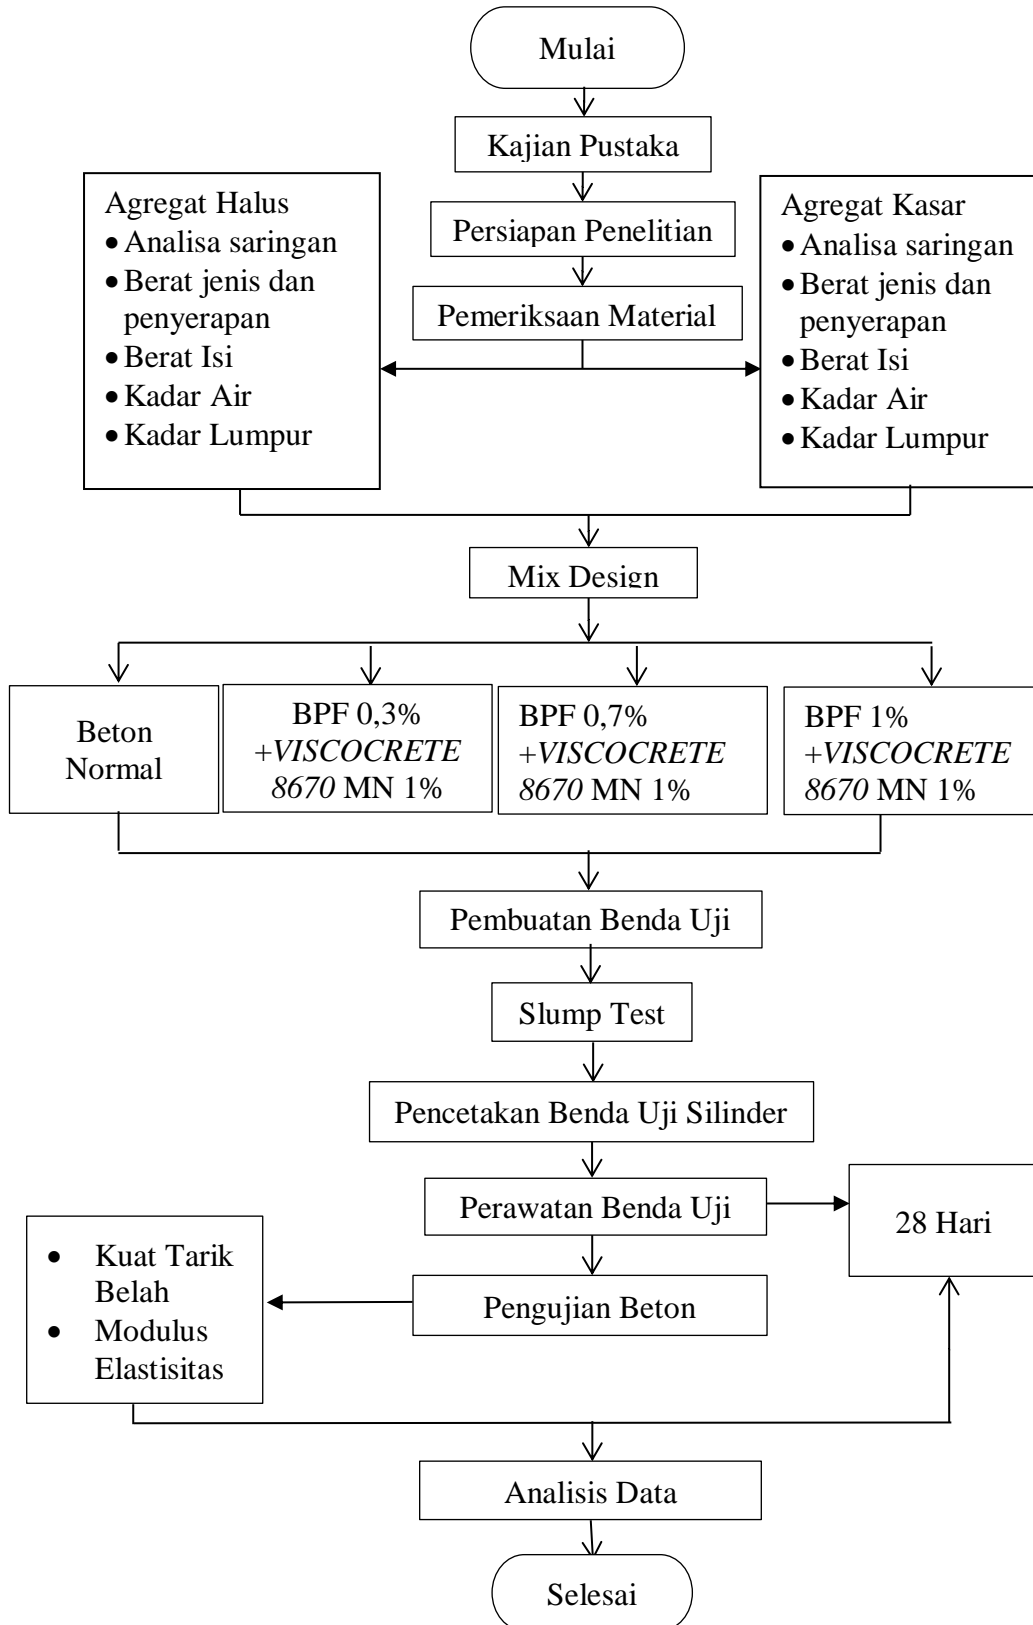 Mulai
Kajian Pustaka
Agregat Halus
• Analisa saringan
• Berat jenis dan
penyerapan
• Berat Isi
• Kadar Air
• Kadar Lumpur
Persiapan Penelitian
Pemeriksaan Material
Agregat Kasar
• Analisa saringan
• Berat jenis dan
penyerapan
• Berat Isi
• Kadar Air
• Kadar Lumpur
Mix Design
Beton
Normal
BPF 0,3%
+VISCOCRETE
8670 MN 1%
BPF 0,7%
+VISCOCRETE
8670 MN 1%
BPF 1%
+VISCOCRETE
8670 MN 1%
Pembuatan Benda Uji
Slump Test
Pencetakan Benda Uji Silinder
Perawatan Benda Uji
28 Hari
Pengujian Beton
• Kuat Tarik
Belah
• Modulus
Elastisitas
Analisis Data
Selesai